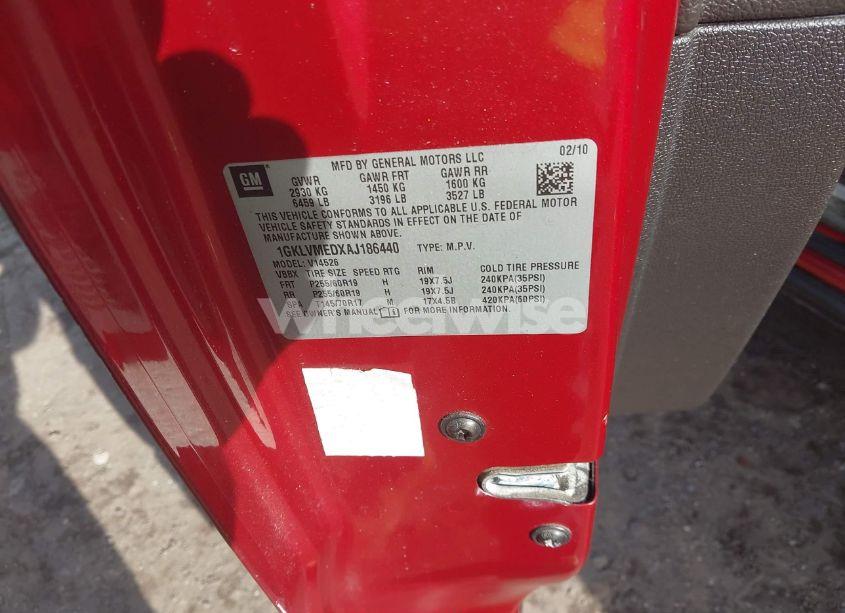 MFD BY GENERAL MOTORS LLC 02/10
GM GVWR GAWR FRT GAWR RR
2930 KG 1450 KG 1600 KG
6459 LB 3196 LB 3527 LB
THIS VEHICLE CONFORMS TO ALL APPLICABLE U.S. FEDERAL MOTOR
VEHICLE SAFETY STANDARDS IN EFFECT ON THE DATE OF
MANUFACTURE SHOWN ABOVE.
1GKLVMEDXAJ186440 TYPE: M.P.V.
MODEL: V14526
VBBX TIRE SIZE SPEED RTG RIM COLD TIRE PRESSURE
FRT P255/60R19 H 19X7.5J 240KPA(35PSI)
RR P255/60R19 H 19X7.5J 240KPA(35PSI)
SPA T145/70R17 M 17X4.5B 420KPA(60PSI)
SEE OWNER'S MANUAL FOR MORE INFORMATION.
wheelwise